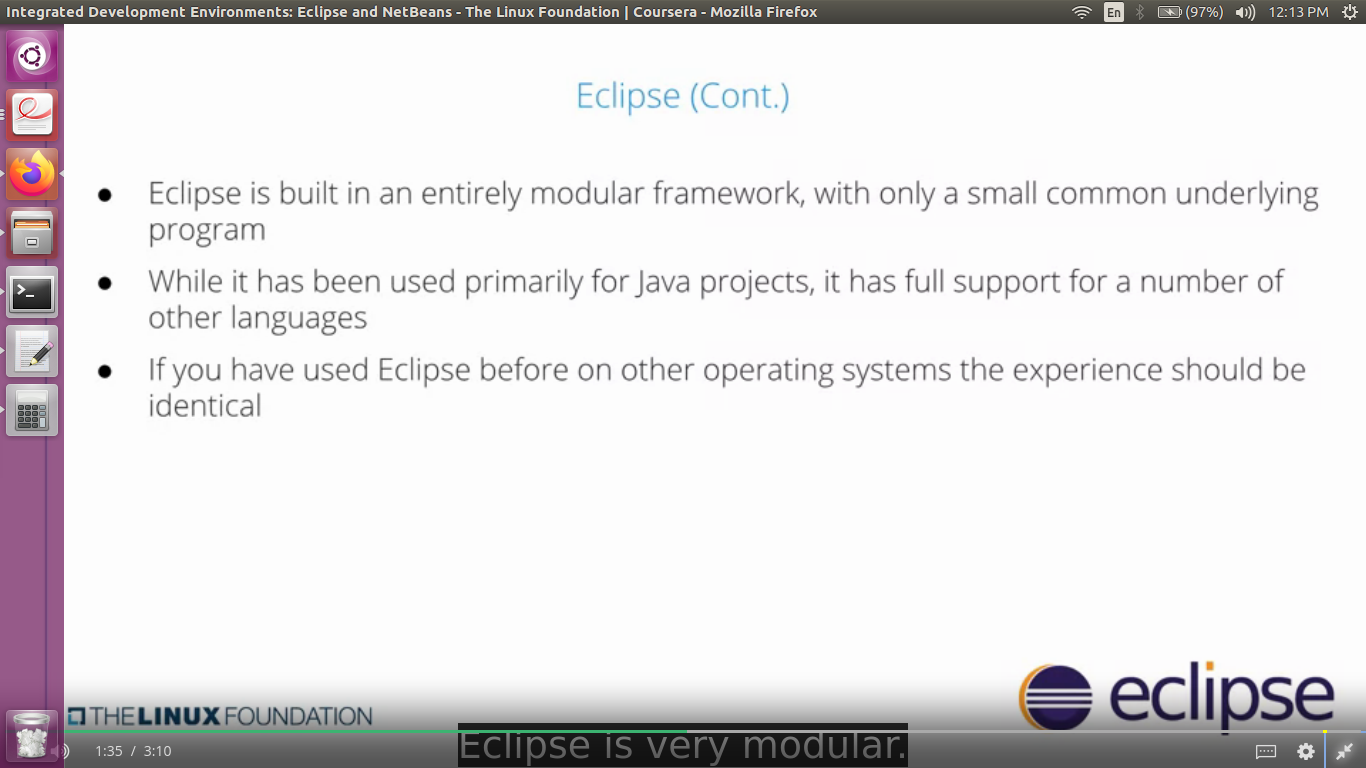 Integrated Development Environments: Eclipse and NetBeans - The Linux Foundation | Coursera - Mozilla Firefox
En
(97%)
12:13 PM
Eclipse (Cont.)
● Eclipse is built in an entirely modular framework, with only a small common underlying
program
● While it has been used primarily for Java projects, it has full support for a number of
other languages
● If you have used Eclipse before on other operating systems the experience should be
identical
THE LINUX FOUNDATION
eclipse
Eclipse is very modular.
1:35 / 3:10